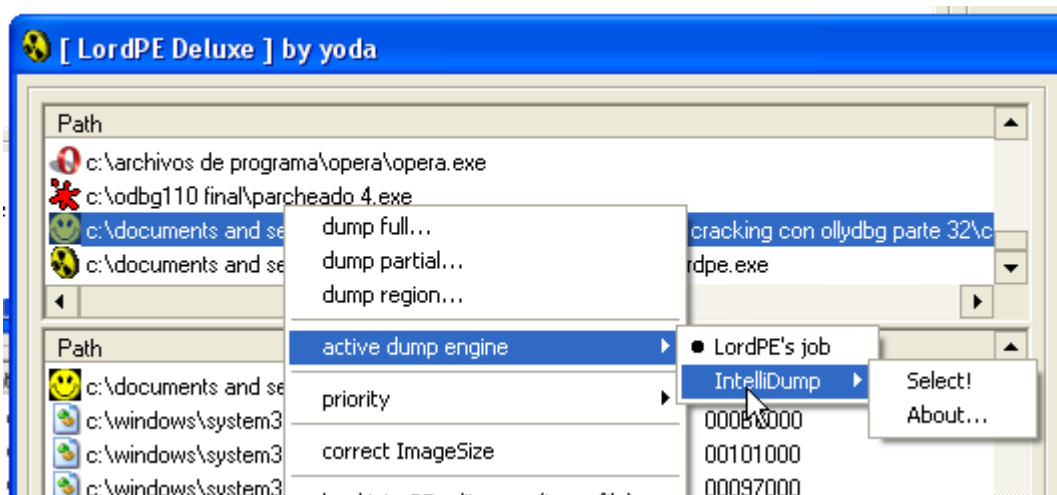 [ LordPE Deluxe ] by yoda
Path
c:\archivos de programa\opera\opera.exe
c:\odbg110 final\parcheado 4.exe
c:\documents and se
dump full...
cracking con ollydbg parte 32\c
c:\documents and se
dump partial...
rdpe.exe
dump region...
Path
active dump engine
LordPE's job
c:\documents and se
IntelliDump
Select!
priority
c:\windows\system3
About...
c:\windows\system3
correct ImageSize
00101000
c:\windows\system3
00097000